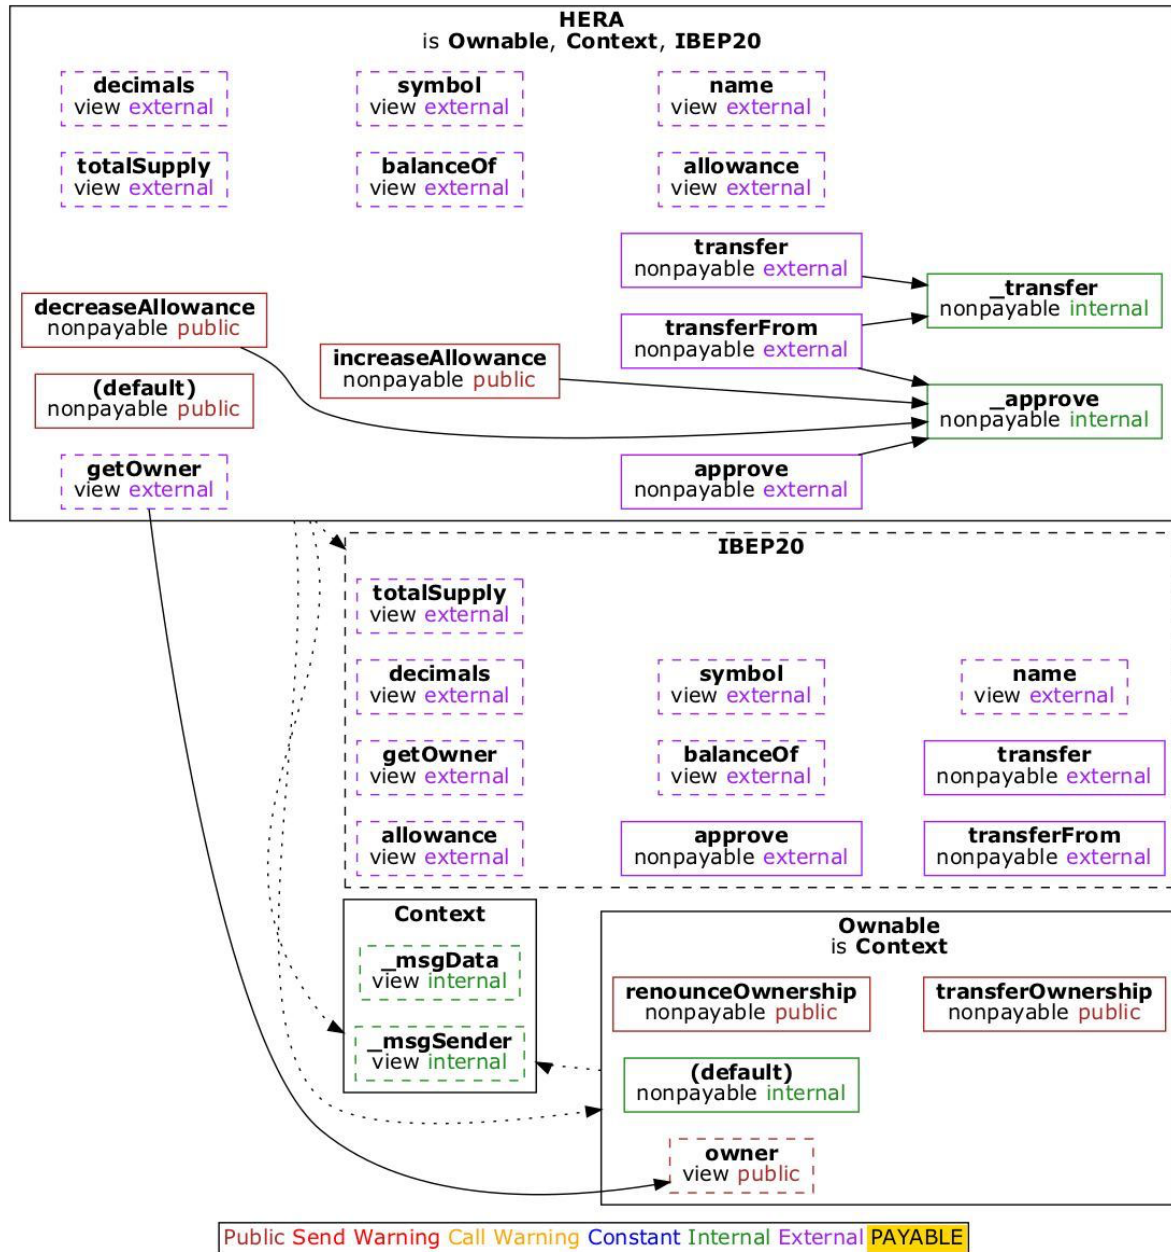 HERA
is Ownable, Context, IBEP20
decimals
view external
symbol
view external
name
view external
totalSupply
view external
balanceOf
view external
allowance
view external
transfer
nonpayable external
_transfer
nonpayable internal
decreaseAllowance
nonpayable public
transferFrom
nonpayable external
increaseAllowance
nonpayable public
(default)
nonpayable public
_approve
nonpayable internal
getOwner
view external
approve
nonpayable external
IBEP20
totalSupply
view external
decimals
view external
symbol
view external
name
view external
getOwner
view external
balanceOf
view external
transfer
nonpayable external
allowance
view external
approve
nonpayable external
transferFrom
nonpayable external
Context
_msgData
view internal
_msgSender
view internal
Ownable
is Context
renounceOwnership
nonpayable public
transferOwnership
nonpayable public
(default)
nonpayable internal
owner
view public
Public Send Warning Call Warning Constant Internal External PAYABLE